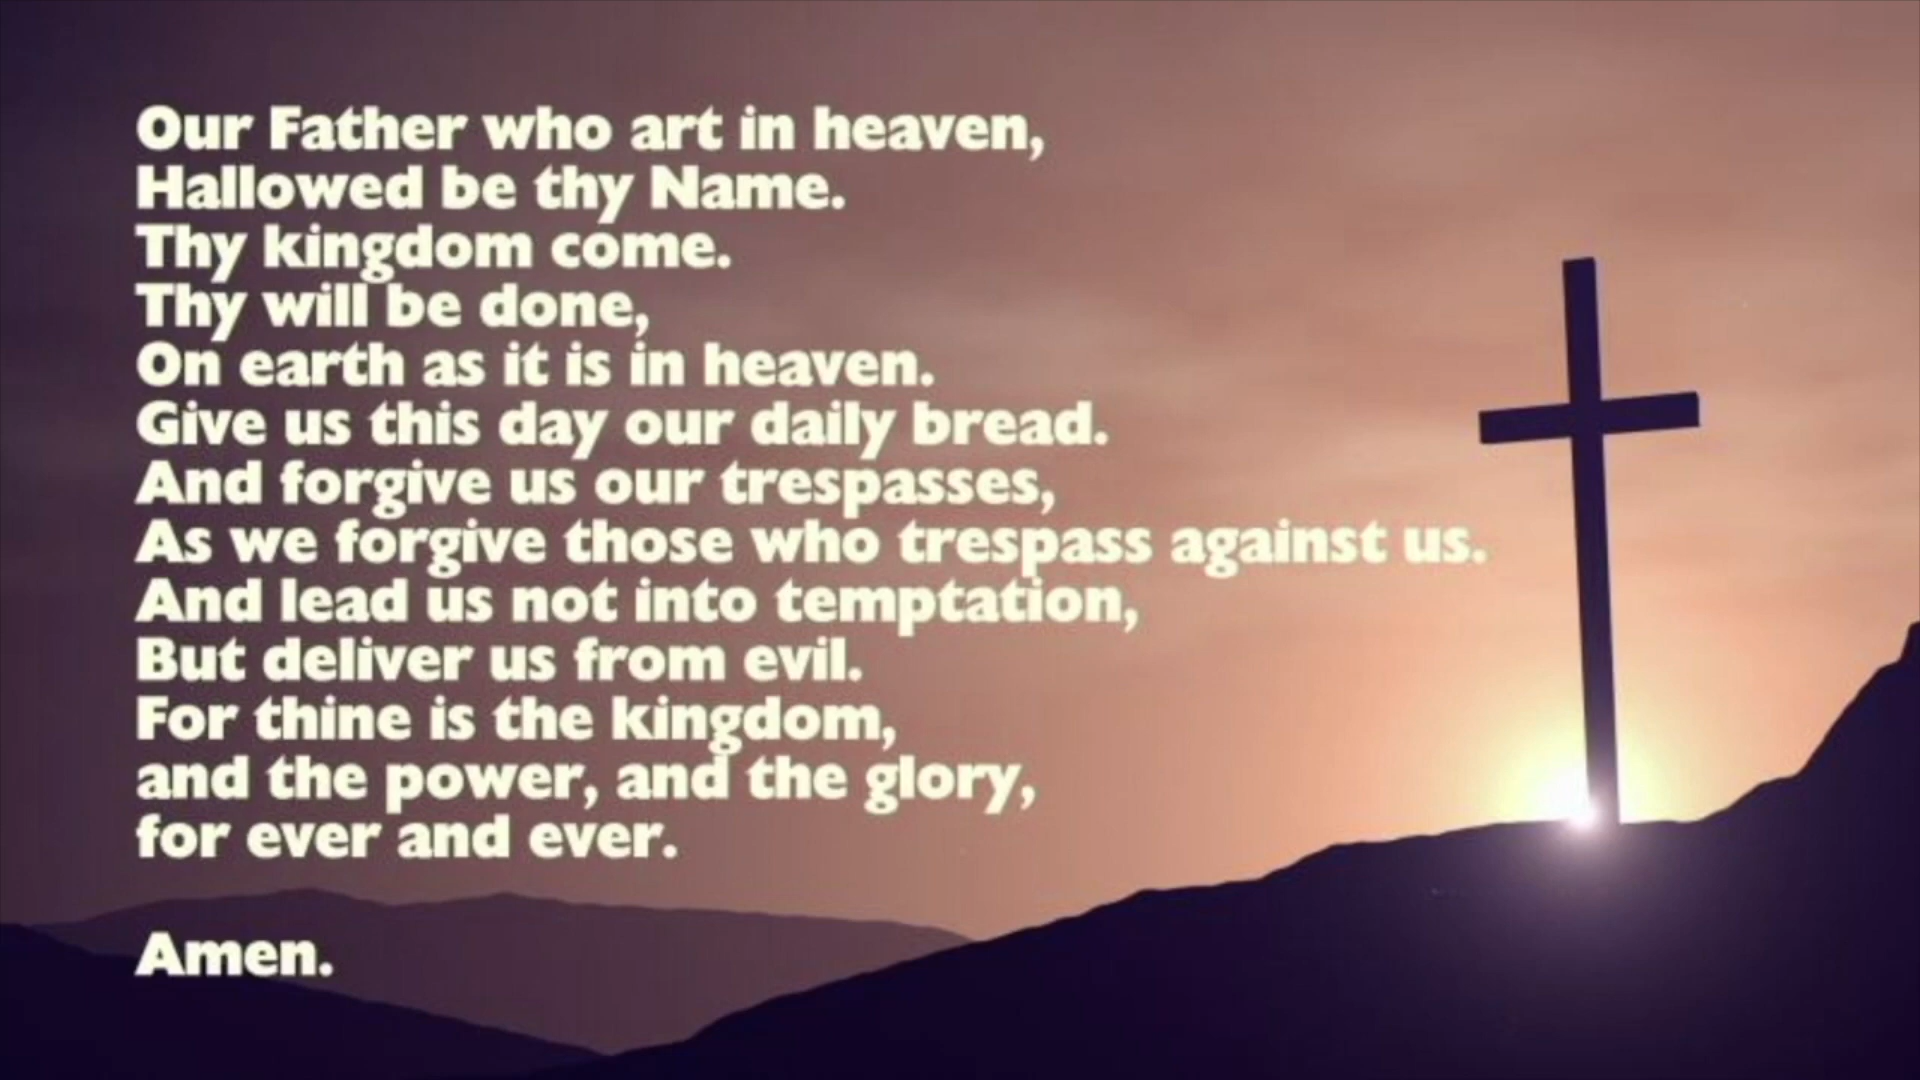 Our Father who art in heaven,
Hallowed be thy Name.
Thy kingdom come.
Thy will be done,
On earth as it is in heaven.
Give us this day our daily bread.
And forgive us our trespasses,
As we forgive those who trespass against us.
And lead us not into temptation,
But deliver us from evil.
For thine is the kingdom,
and the power, and the glory,
for ever and ever.
Amen.